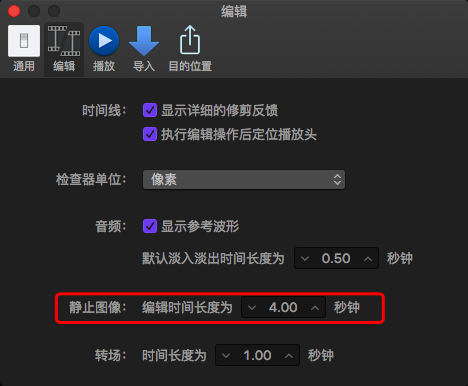 编辑
通用 编辑 播放 导入 目的位置
时间线： 显示详细的修剪反馈
执行编辑操作后定位播放头
检查器单位： 像素
音频： 显示参考波形
默认淡入淡出时间长度为 0.50 秒钟
静止图像： 编辑时间长度为 4.00 秒钟
转场： 时间长度为 1.00 秒钟